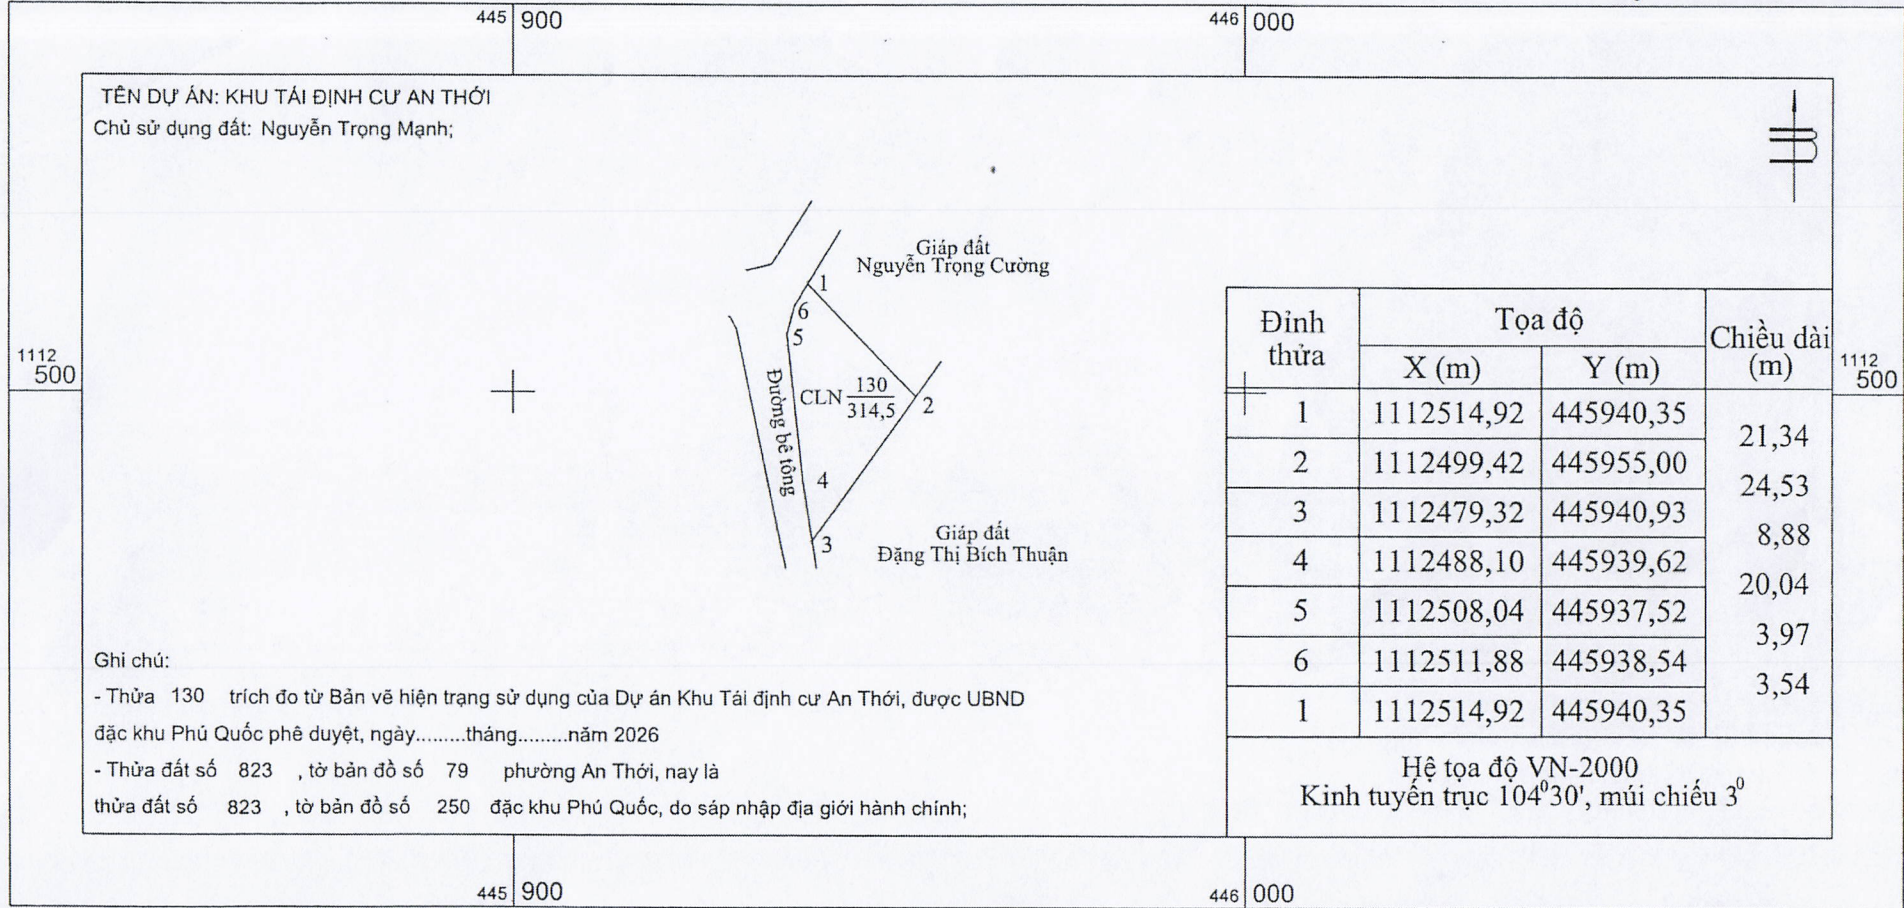 445 900
446 000
TÊN DỰ ÁN: KHU TÁI ĐỊNH CƯ AN THỚI
Chủ sử dụng đất: Nguyễn Trọng Mạnh;
Giáp đất
Nguyễn Trọng Cường
1
6
5
1112
500
Đường bê tông
CLN 130
314,5
2
4
3
Giáp đất
Đặng Thị Bích Thuận
Đỉnh thửa Tọa độ Chiều dài (m)
X (m) Y (m)
1112
500
1 1112514,92 445940,35
21,34
2 1112499,42 445955,00
24,53
3 1112479,32 445940,93
8,88
4 1112488,10 445939,62
20,04
5 1112508,04 445937,52
3,97
6 1112511,88 445938,54
3,54
1 1112514,92 445940,35
Hệ tọa độ VN-2000
Kinh tuyến trục 104⁰30', múi chiếu 3⁰
Ghi chú:
- Thửa 130 trích đo từ Bản vẽ hiện trạng sử dụng của Dự án Khu Tái định cư An Thới, được UBND
đặc khu Phú Quốc phê duyệt, ngày.........tháng.........năm 2026
- Thửa đất số 823 , tờ bản đồ số 79 phường An Thới, nay là
thửa đất số 823 , tờ bản đồ số 250 đặc khu Phú Quốc, do sáp nhập địa giới hành chính;
445 900
446 000